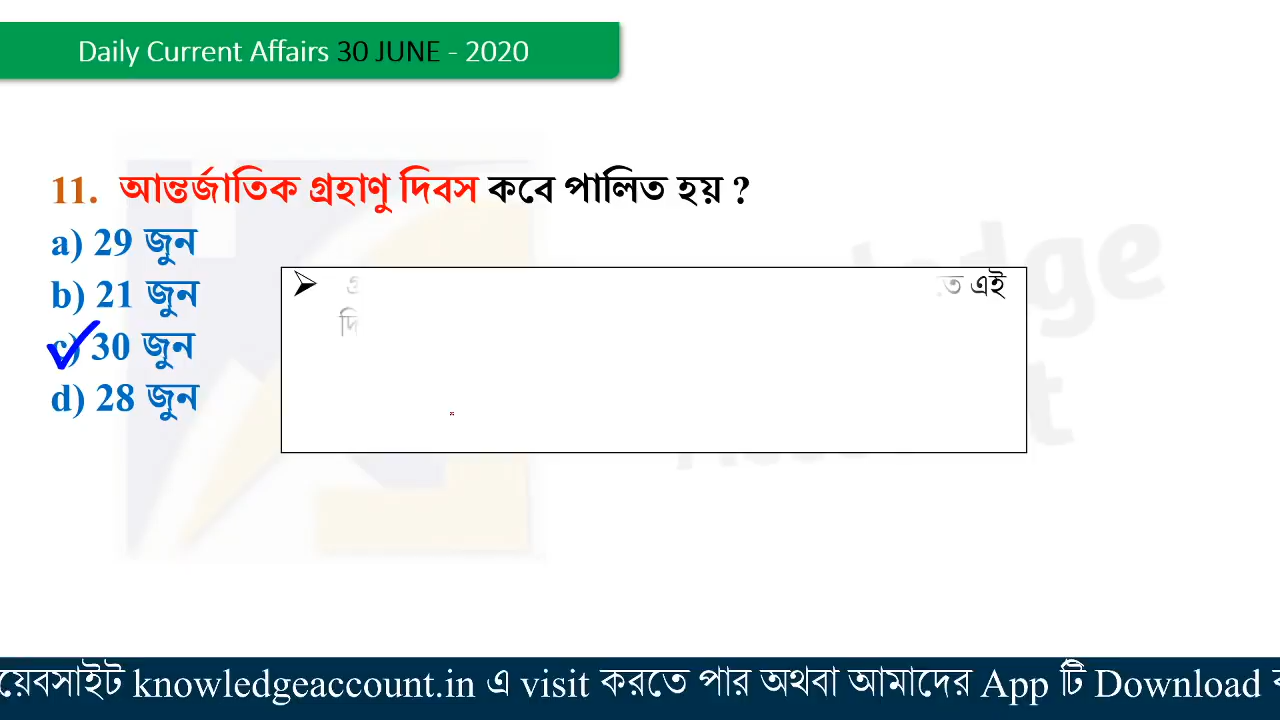 Daily Current Affairs 30 JUNE - 2020
11. আন্তর্জাতিক গ্রহাণু দিবস কবে পালিত হয় ?
a) 29 জুন
b) 21 জুন
c) 30 জুন
d) 28 জুন
➢ এই
য়েবসাইট knowledgeaccount.in এ visit করতে পার অথবা আমাদের App টি Download